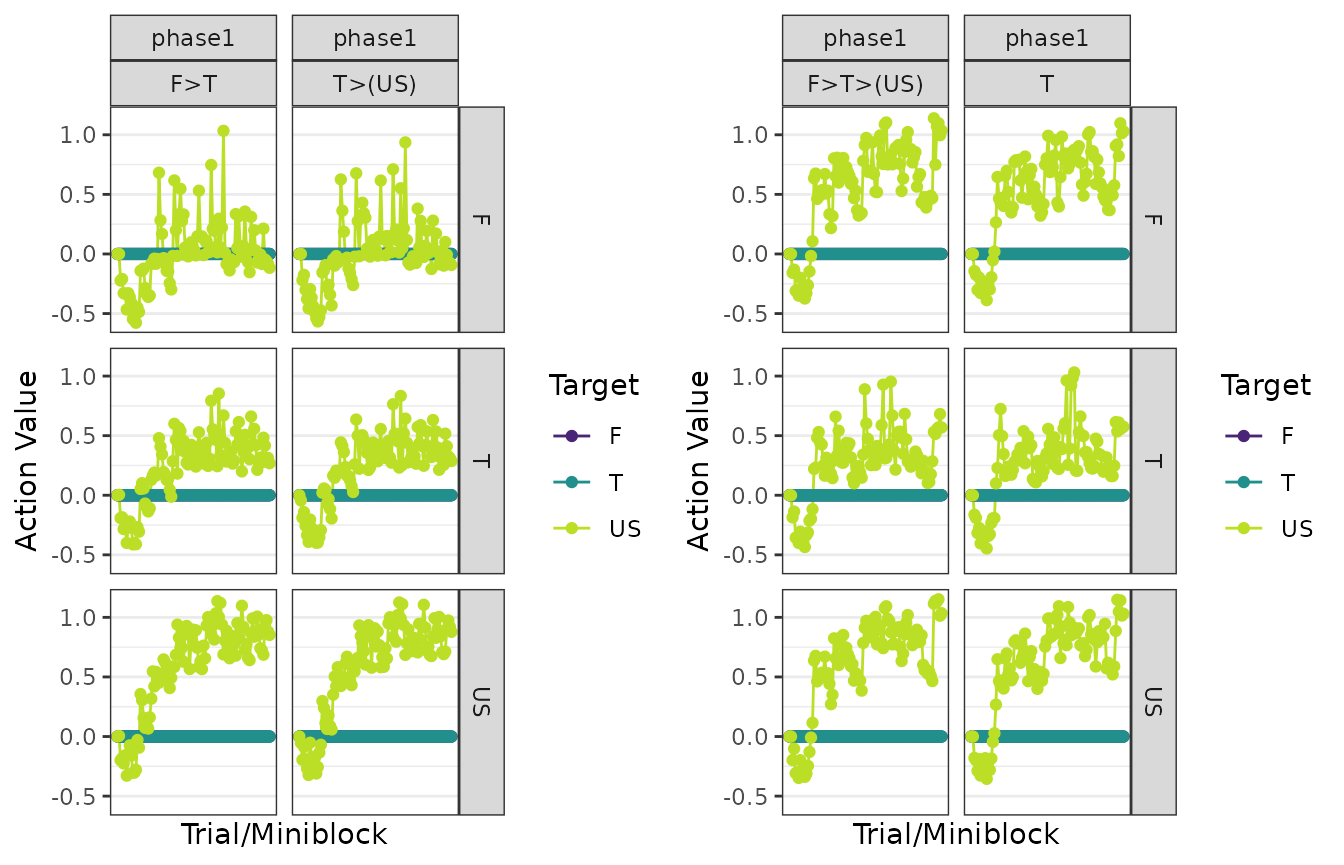 phase1
phase1
F>T
T>(US)
1.0
0.5
0.0
-0.5
F
1.0
0.5
0.0
-0.5
T
1.0
0.5
0.0
-0.5
US
Action Value
Trial/Miniblock
Target
F
T
US
phase1
phase1
F>T>(US)
T
1.0
0.5
0.0
-0.5
F
1.0
0.5
0.0
-0.5
T
1.0
0.5
0.0
-0.5
US
Action Value
Trial/Miniblock
Target
F
T
US